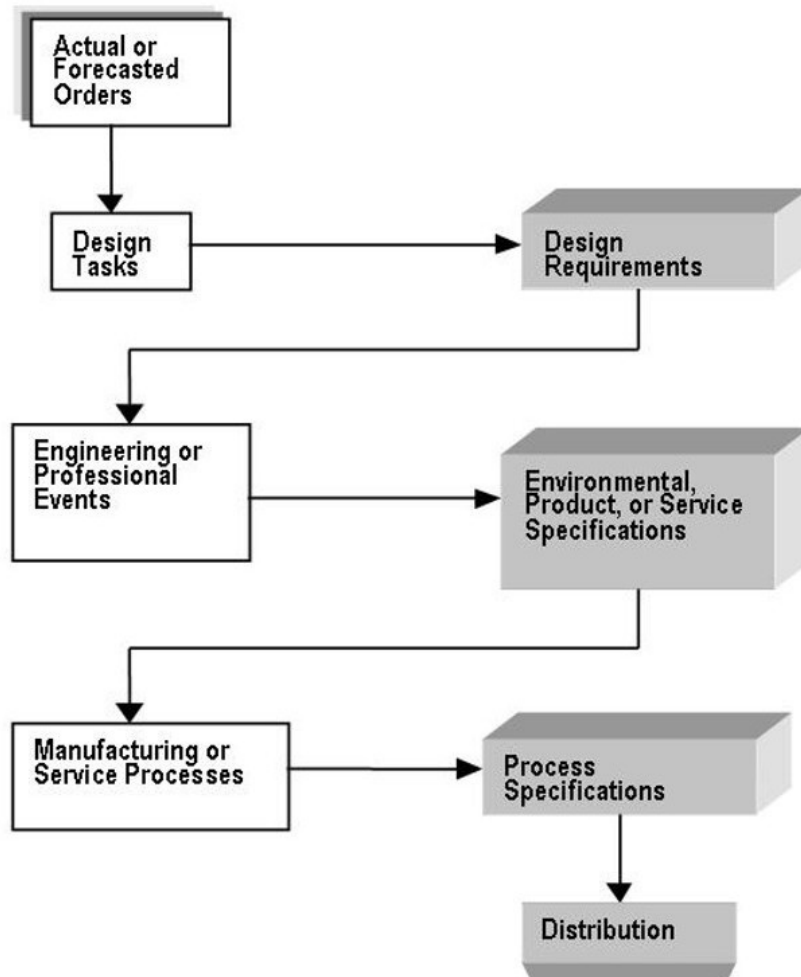 Actual or
Forecasted
Orders
Design
Tasks
Design
Requirements
Engineering or
Professional
Events
Environmental,
Product, or Service
Specifications
Manufacturing or
Service Processes
Process
Specifications
Distribution